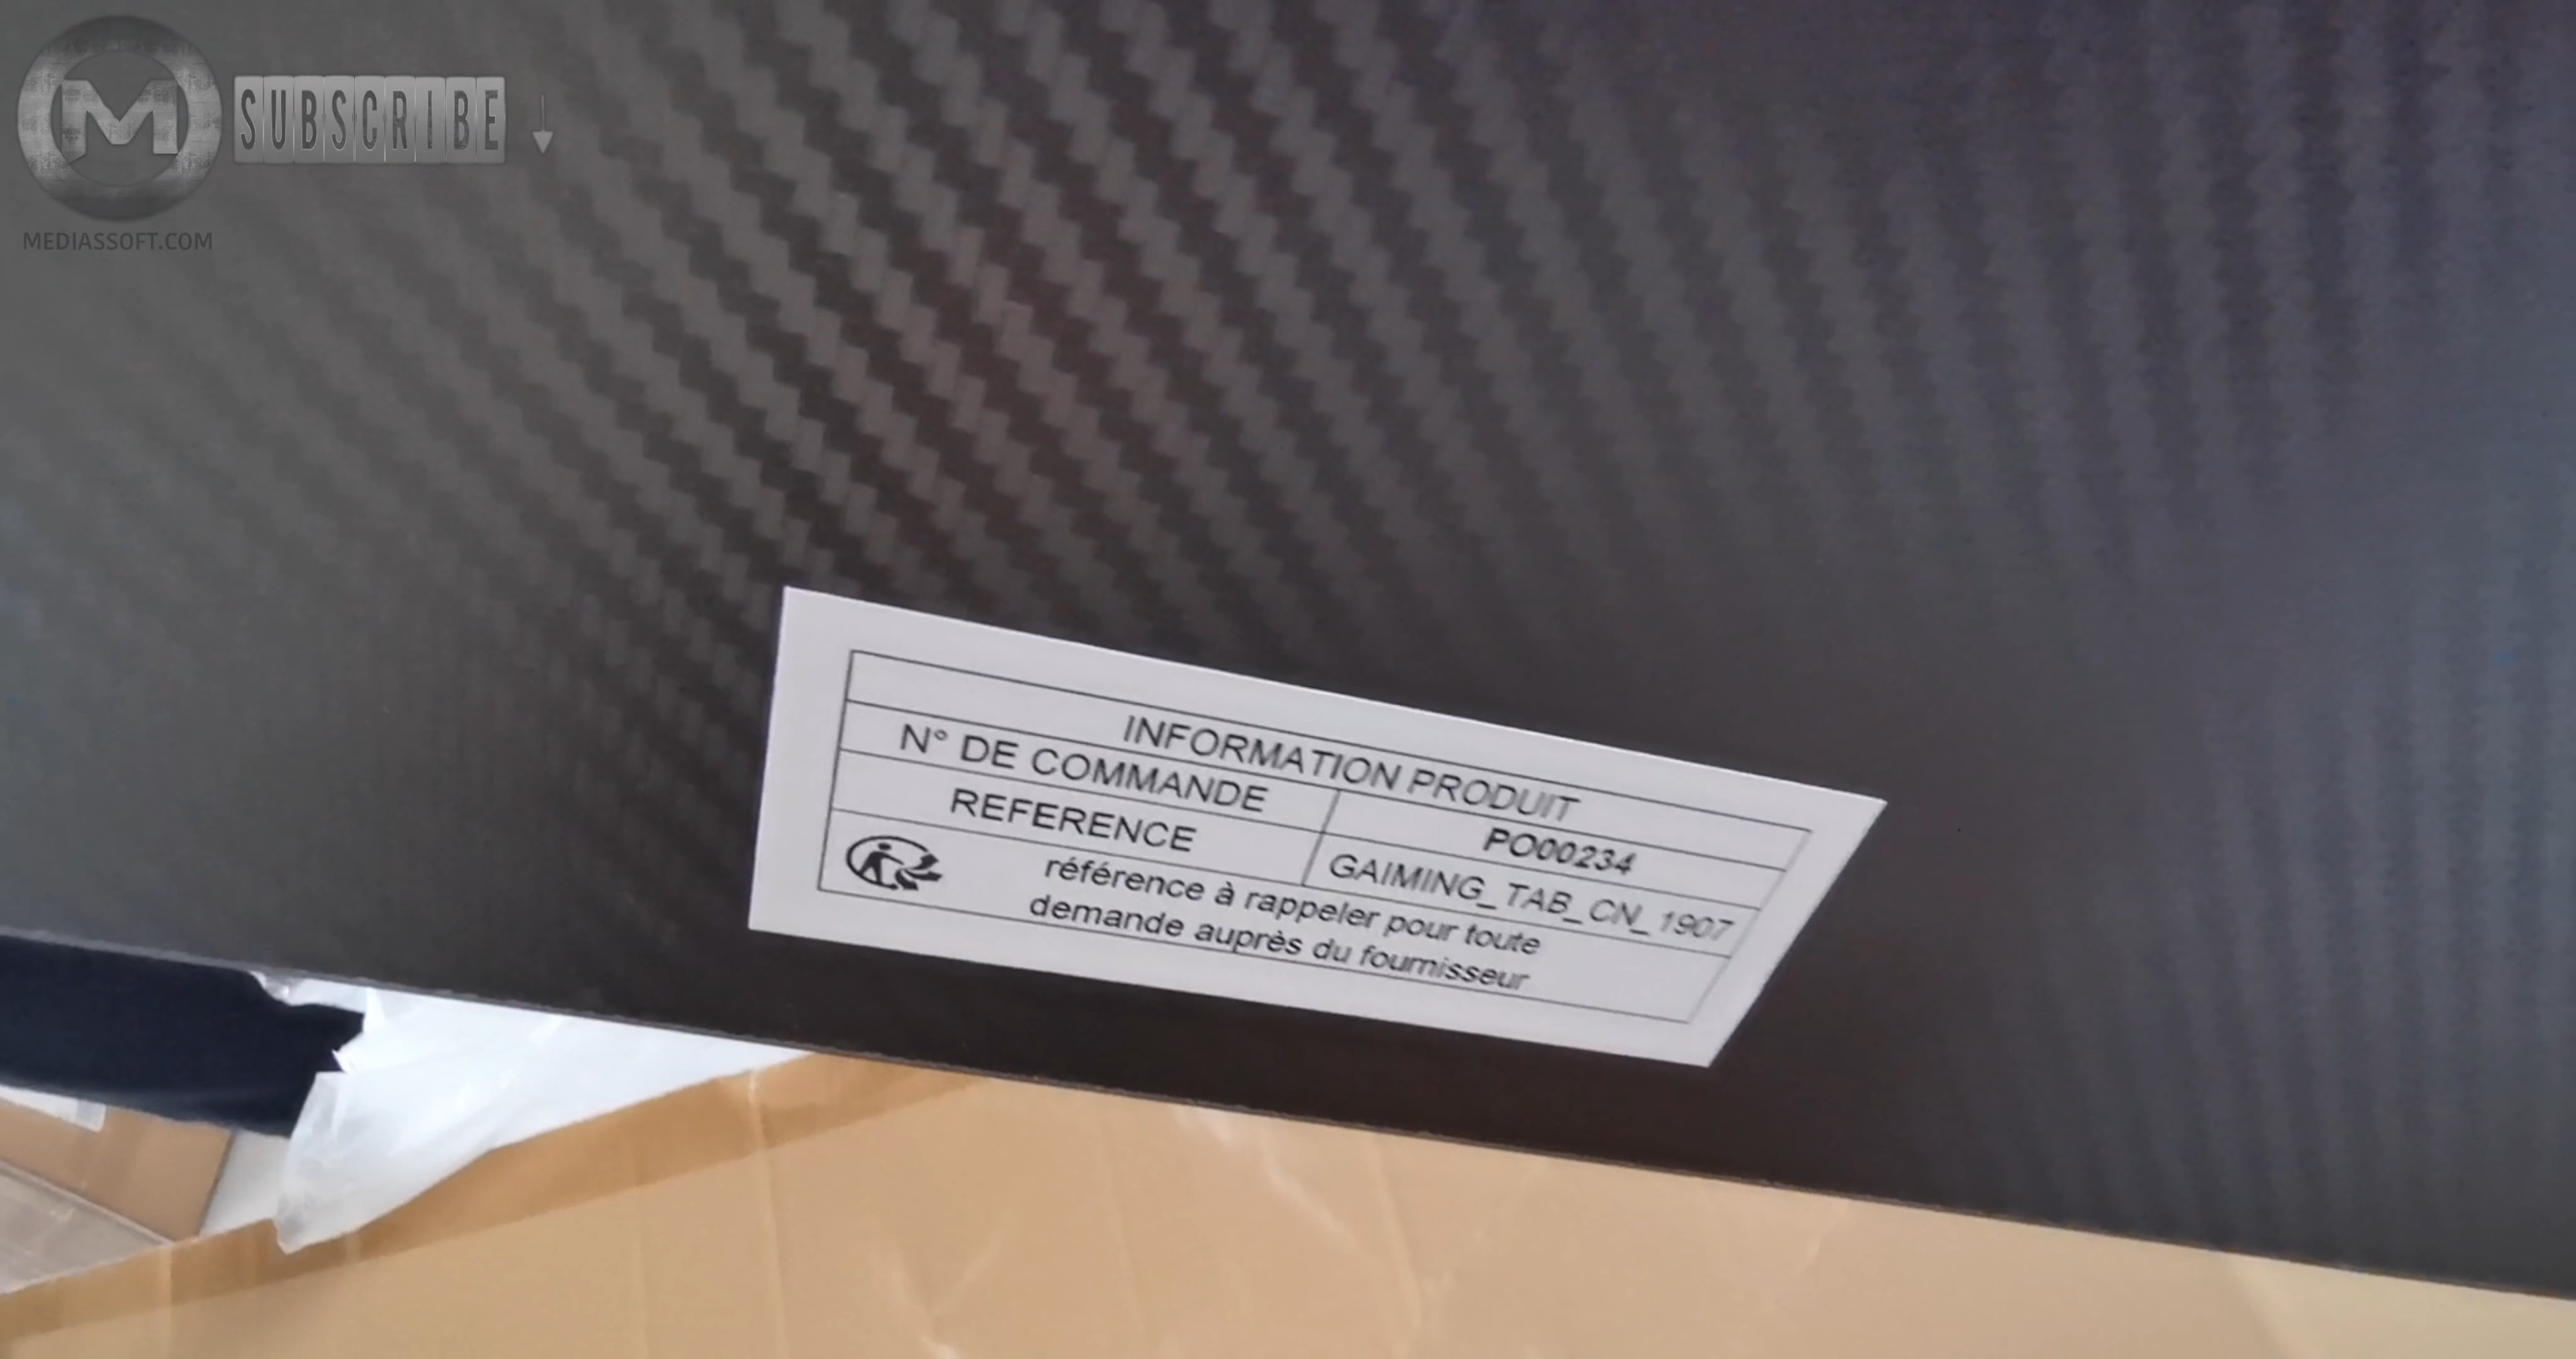 M
SUBSCRIBE
MEDIASSOFT.COM
INFORMATION PRODUIT
N° DE COMMANDE PO00234
REFERENCE GAIMING_TAB_CN_1907
référence à rappeler pour toute
demande auprès du fournisseur